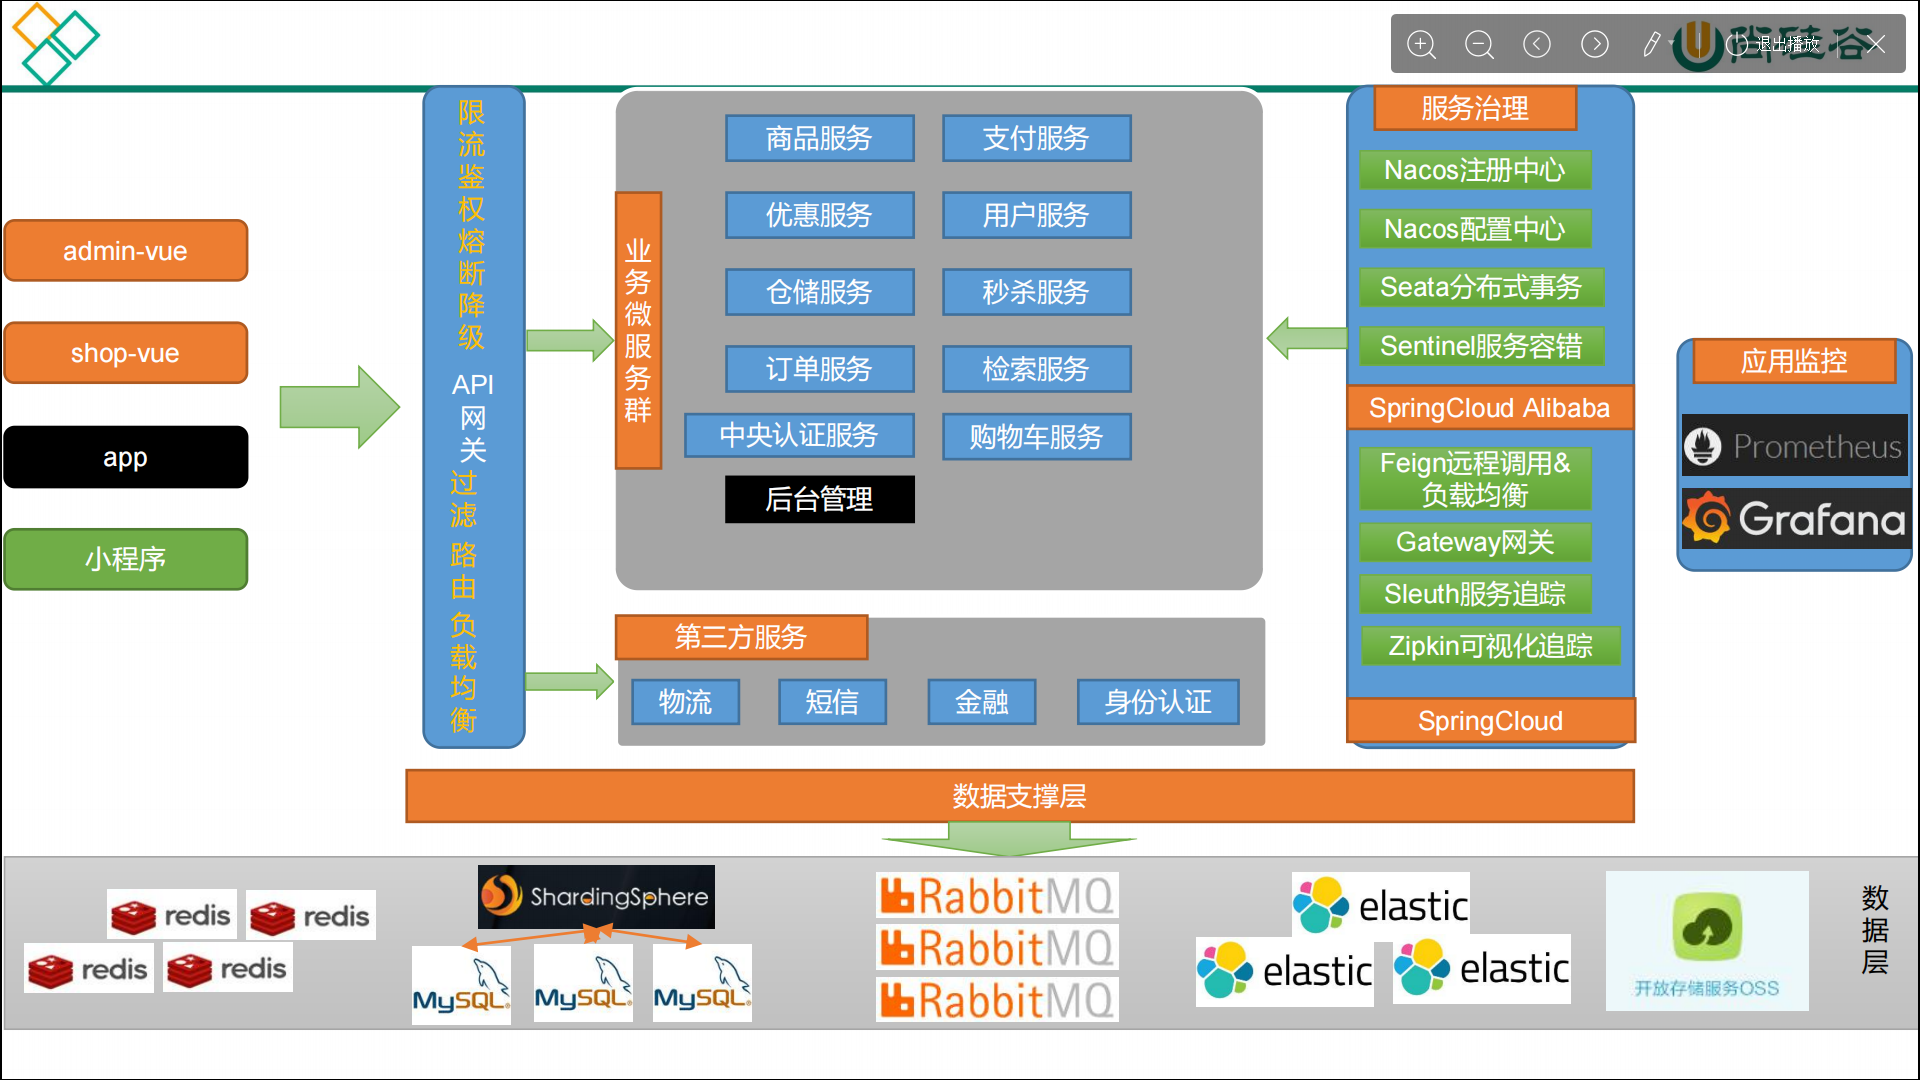 尚硅谷
退出播放
admin-vue
shop-vue
app
小程序
限流鉴权熔断降级
API
网关
过滤
路由
负载均衡
业务微服务群
商品服务
支付服务
优惠服务
用户服务
仓储服务
秒杀服务
订单服务
检索服务
中央认证服务
购物车服务
后台管理
第三方服务
物流
短信
金融
身份认证
服务治理
Nacos注册中心
Nacos配置中心
Seata分布式事务
Sentinel服务容错
SpringCloud Alibaba
Feign远程调用&
负载均衡
Gateway网关
Sleuth服务追踪
Zipkin可视化追踪
SpringCloud
应用监控
Prometheus
Grafana
数据支撑层
redis
redis
redis
redis
ShardingSphere
MySQL
MySQL
MySQL
RabbitMQ
RabbitMQ
RabbitMQ
elastic
elastic
elastic
开放存储服务OSS
数据层